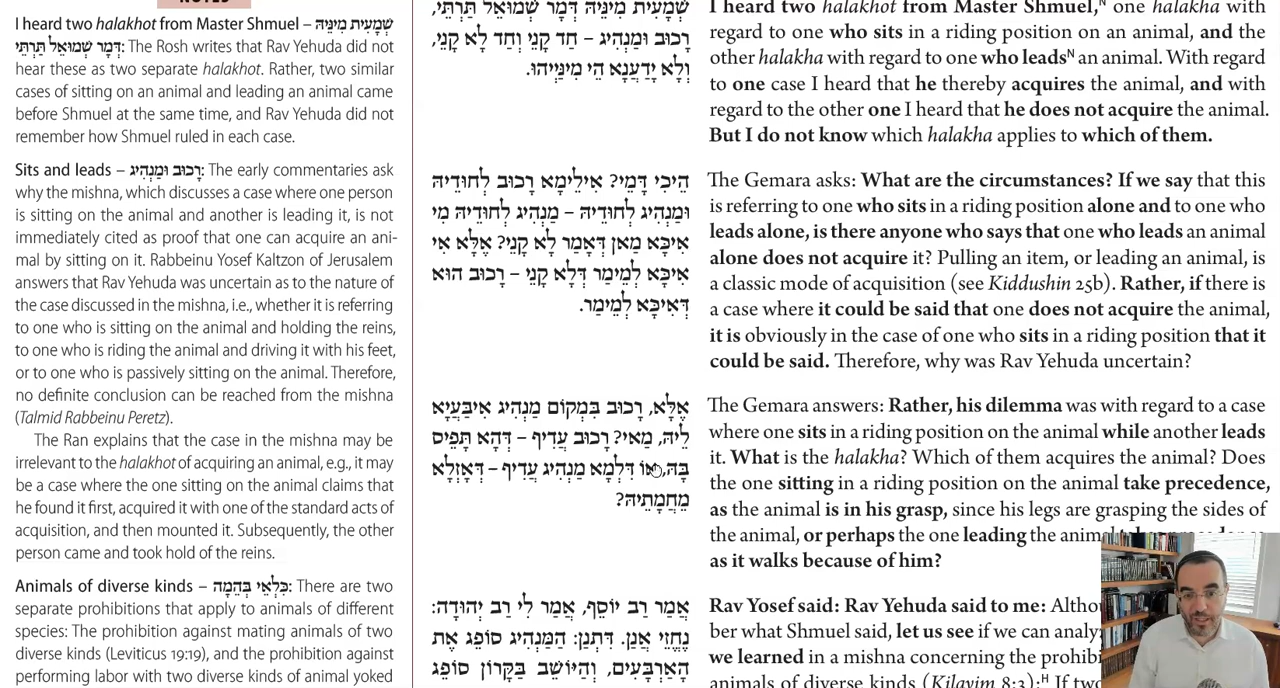 NOTES
I heard two halakhot from Master Shmuel – שְׁמָעִית מִינֵּיהּ
דְּמָר שְׁמוּאֵל תַּרְתֵּי: The Rosh writes that Rav Yehuda did not
hear these as two separate halakhot. Rather, two similar
cases of sitting on an animal and leading an animal came
before Shmuel at the same time, and Rav Yehuda did not
remember how Shmuel ruled in each case.
Sits and leads – רָכוּב וּמַנְהִיג: The early commentaries ask
why the mishna, which discusses a case where one person
is sitting on the animal and another is leading it, is not
immediately cited as proof that one can acquire an ani-
mal by sitting on it. Rabbeinu Yosef Kaltzon of Jerusalem
answers that Rav Yehuda was uncertain as to the nature of
the case discussed in the mishna, i.e., whether it is referring
to one who is sitting on the animal and holding the reins,
to one who is riding the animal and driving it with his feet,
or to one who is passively sitting on the animal. Therefore,
no definite conclusion can be reached from the mishna
(Talmid Rabbeinu Peretz).
The Ran explains that the case in the mishna may be
irrelevant to the halakhot of acquiring an animal, e.g., it may
be a case where the one sitting on the animal claims that
he found it first, acquired it with one of the standard acts of
acquisition, and then mounted it. Subsequently, the other
person came and took hold of the reins.
Animals of diverse kinds – כִּלְאֵי בְּהֵמָה: There are two
separate prohibitions that apply to animals of different
species: The prohibition against mating animals of two
diverse kinds (Leviticus 19:19), and the prohibition against
performing labor with two diverse kinds of animal yoked
שְׁמָעִית מִינֵּיהּ דְּמָר שְׁמוּאֵל תַּרְתֵּי,
רָכוּב וּמַנְהִיג – חַד קָנֵי וְחַד לָא קָנֵי,
וְלָא יָדַעְנָא הֵי מִינַּיְיהוּ.
הֵיכִי דָּמֵי? אִילֵּימָא רָכוּב לְחוּדֵיהּ
וּמַנְהִיג לְחוּדֵיהּ – מַנְהִיג לְחוּדֵיהּ מִי
אִיכָּא מַאן דְּאָמַר לָא קָנֵי? אֶלָּא אִי
אִיכָּא לְמֵימַר דְּלָא קָנֵי – רָכוּב הוּא
דְּאִיכָּא לְמֵימַר.
אֶלָּא, רָכוּב בִּמְקוֹם מַנְהִיג אִיבַּעְיָא
לֵיהּ, מַאי? רָכוּב עֲדִיף – דְּהָא תָּפֵיס
בָּהּ, אוֹ דִּלְמָא מַנְהִיג עֲדִיף – דְּאָזְלָא
מֵחֲמָתֵיהּ?
אֲמַר רַב יוֹסֵף, אֲמַר לִי רַב יְהוּדָה:
נֶחְזֵי אֲנַן. דִּתְנַן: הַמַּנְהִיג סוֹפֵג אֶת
הָאַרְבָּעִים, וְהַיּוֹשֵׁב בַּקָּרוֹן סוֹפֵג
I heard two halakhot from Master Shmuel,N one halakha with
regard to one who sits in a riding position on an animal, and the
other halakha with regard to one who leadsN an animal. With regard
to one case I heard that he thereby acquires the animal, and with
regard to the other one I heard that he does not acquire the animal.
But I do not know which halakha applies to which of them.
The Gemara asks: What are the circumstances? If we say that this
is referring to one who sits in a riding position alone and to one who
leads alone, is there anyone who says that one who leads an animal
alone does not acquire it? Pulling an item, or leading an animal, is
a classic mode of acquisition (see Kiddushin 25b). Rather, if there is
a case where it could be said that one does not acquire the animal,
it is obviously in the case of one who sits in a riding position that it
could be said. Therefore, why was Rav Yehuda uncertain?
The Gemara answers: Rather, his dilemma was with regard to a case
where one sits in a riding position on the animal while another leads
it. What is the halakha? Which of them acquires the animal? Does
the one sitting in a riding position on the animal take precedence,
as the animal is in his grasp, since his legs are grasping the sides of
the animal, or perhaps the one leading the animal
as it walks because of him?
Rav Yosef said: Rav Yehuda said to me:
ber what Shmuel said, let us see if we can
we learned in a mishna concerning the
animals of diverse kinds (Kilayim 8:3):H If